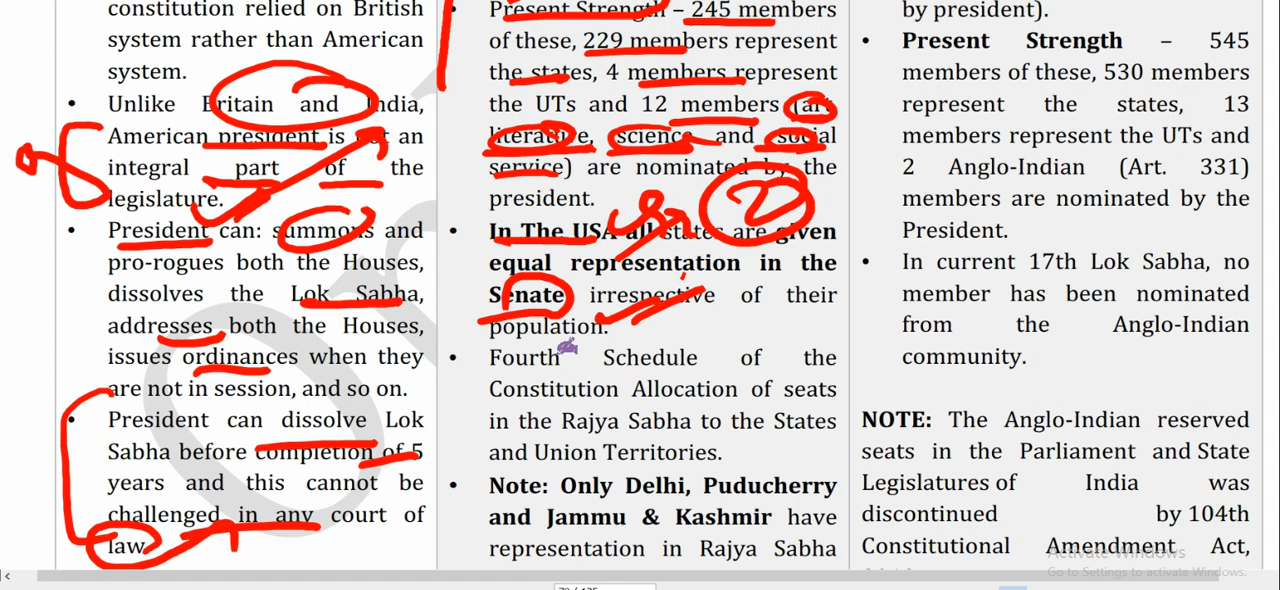 constitution relied on British
system rather than American
system.
• Unlike Britain and India,
American president is not an
integral part of the
legislature.
• President can: summons and
pro-rogues both the Houses,
dissolves the Lok Sabha,
addresses both the Houses,
issues ordinances when they
are not in session, and so on.
• President can dissolve Lok
Sabha before completion of 5
years and this cannot be
challenged in any court of
law
• Present Strength – 245 members
of these, 229 members represent
the states, 4 members represent
the UTs and 12 members (art
literature, science and social
service) are nominated by the
president.
2
• In The USA all states are given
equal representation in the
Senate irrespective of their
population.
• Fourth Schedule of the
Constitution Allocation of seats
in the Rajya Sabha to the States
and Union Territories.
• Note: Only Delhi, Puducherry
and Jammu & Kashmir have
representation in Rajya Sabha
by president).
• Present Strength – 545
members of these, 530 members
represent the states, 13
members represent the UTs and
2 Anglo-Indian (Art. 331)
members are nominated by the
President.
• In current 17th Lok Sabha, no
member has been nominated
from the Anglo-Indian
community.
NOTE: The Anglo-Indian reserved
seats in the Parliament and State
Legislatures of India was
discontinued by 104th
Constitutional Amendment Act,
Activate Windows
Go to Settings to activate Windows.